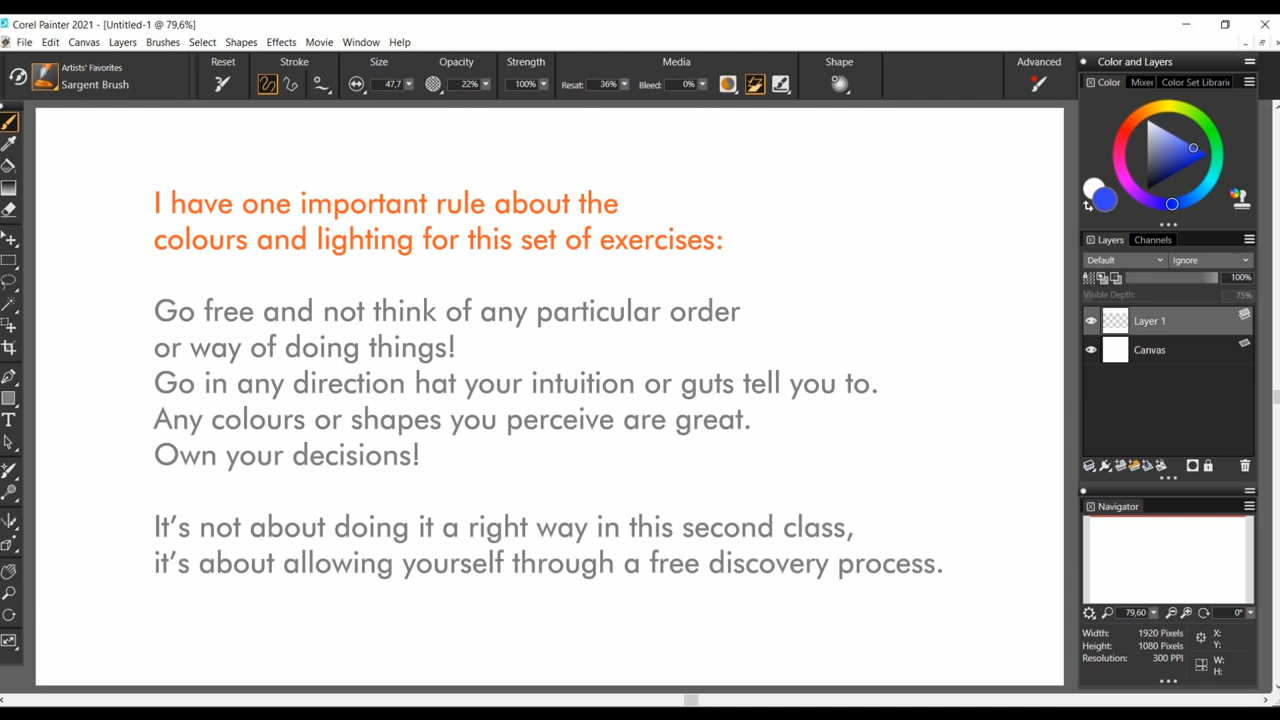 Corel Painter 2021 - [Untitled-1 @ 79,6%]
File Edit Canvas Layers Brushes Select Shapes Effects Movie Window Help
Artists' Favorites
Sargent Brush
Reset Stroke Size Opacity Strength Media Shape Advanced
47,7 22% 100% Resat: 36% Bleed: 0%
Color and Layers
Color Mixer Color Set Librari
I have one important rule about the
colours and lighting for this set of exercises:
Go free and not think of any particular order
or way of doing things!
Go in any direction hat your intuition or guts tell you to.
Any colours or shapes you perceive are great.
Own your decisions!
It's not about doing it a right way in this second class,
it's about allowing yourself through a free discovery process.
Layers Channels
Default Ignore
100%
Visible Depth: 75%
Layer 1
Canvas
Navigator
79,60 0°
Width: 1920 Pixels X:
Height: 1080 Pixels Y:
Resolution: 300 PPI W:
H: